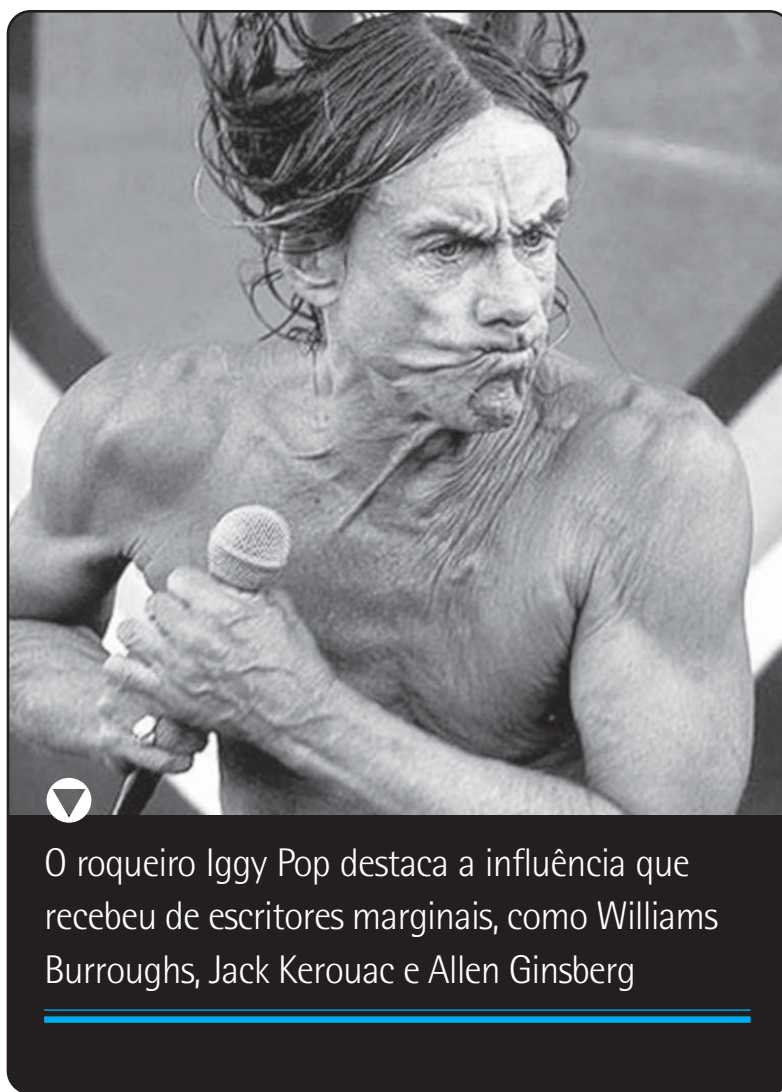 O roqueiro Iggy Pop destaca a influência que
recebeu de escritores marginais, como Williams
Burroughs, Jack Kerouac e Allen Ginsberg